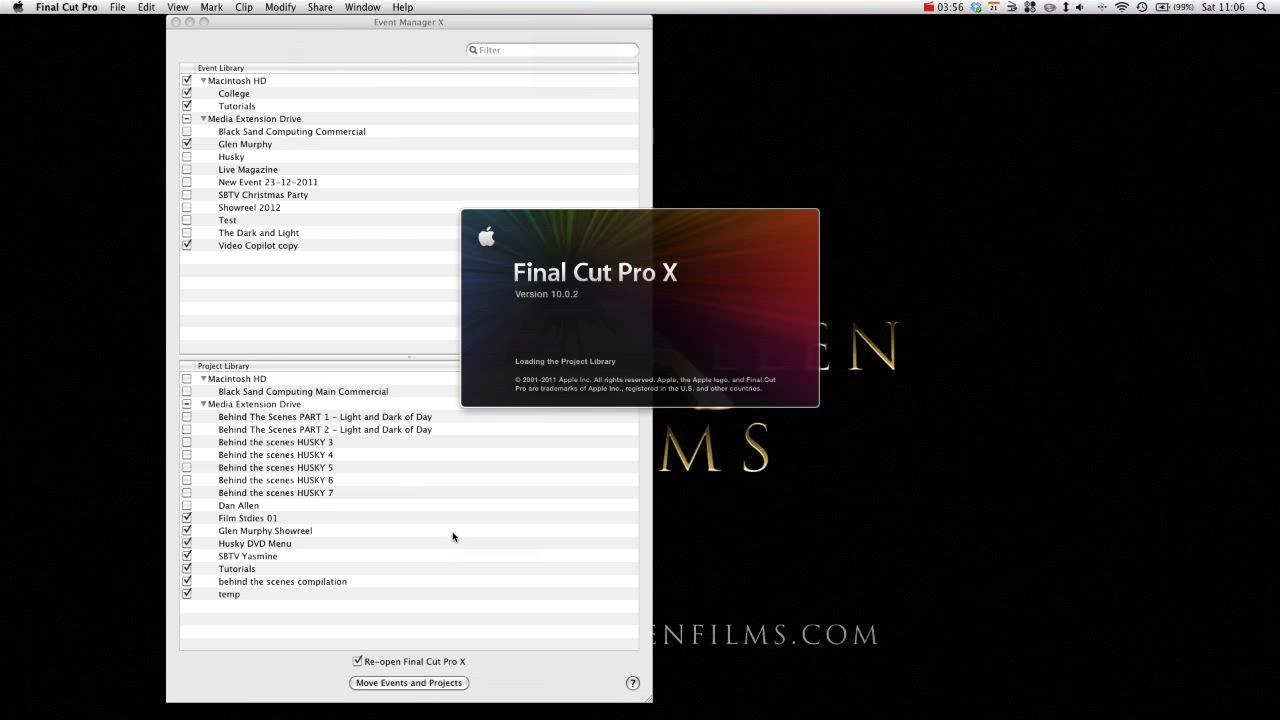 Final Cut Pro File Edit View Mark Clip Modify Share Window Help 03:56 21 (99%) Sat 11:06
Event Manager X
Filter
Event Library
Macintosh HD
College
Tutorials
Media Extension Drive
Black Sand Computing Commercial
Glen Murphy
Husky
Live Magazine
New Event 23-12-2011
SBTV Christmas Party
Showreel 2012
Test
The Dark and Light
Video Copilot copy
Final Cut Pro X
Version 10.0.2
Loading the Project Library
© 2001-2011 Apple Inc. All rights reserved. Apple, the Apple logo, and Final Cut
Pro are trademarks of Apple Inc., registered in the U.S. and other countries.
EN
MS
ENFILMS.COM
Project Library
Macintosh HD
Black Sand Computing Main Commercial
Media Extension Drive
Behind The Scenes PART 1 - Light and Dark of Day
Behind The Scenes PART 2 - Light and Dark of Day
Behind the scenes HUSKY 3
Behind the scenes HUSKY 4
Behind the scenes HUSKY 5
Behind the scenes HUSKY 6
Behind the scenes HUSKY 7
Dan Allen
Film Stdies 01
Glen Murphy Showreel
Husky DVD Menu
SBTV Yasmine
Tutorials
behind the scenes compilation
temp
Re-open Final Cut Pro X
Move Events and Projects
?